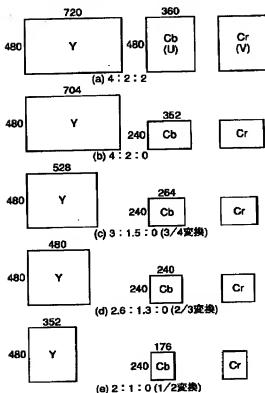 720 360
480 Y 480 Cb (U) Cr (V)
(a) 4:2:2
704
480 Y 352
240 Cb Cr
(b) 4:2:0
528
480 Y 264
240 Cb Cr
(c) 3:1.5:0 (3/4変換)
480
480 Y 240
240 Cb Cr
(d) 2.6:1.3:0 (2/3変換)
352
480 Y 176
240 Cb Cr
(e) 2:1:0 (1/2変換)